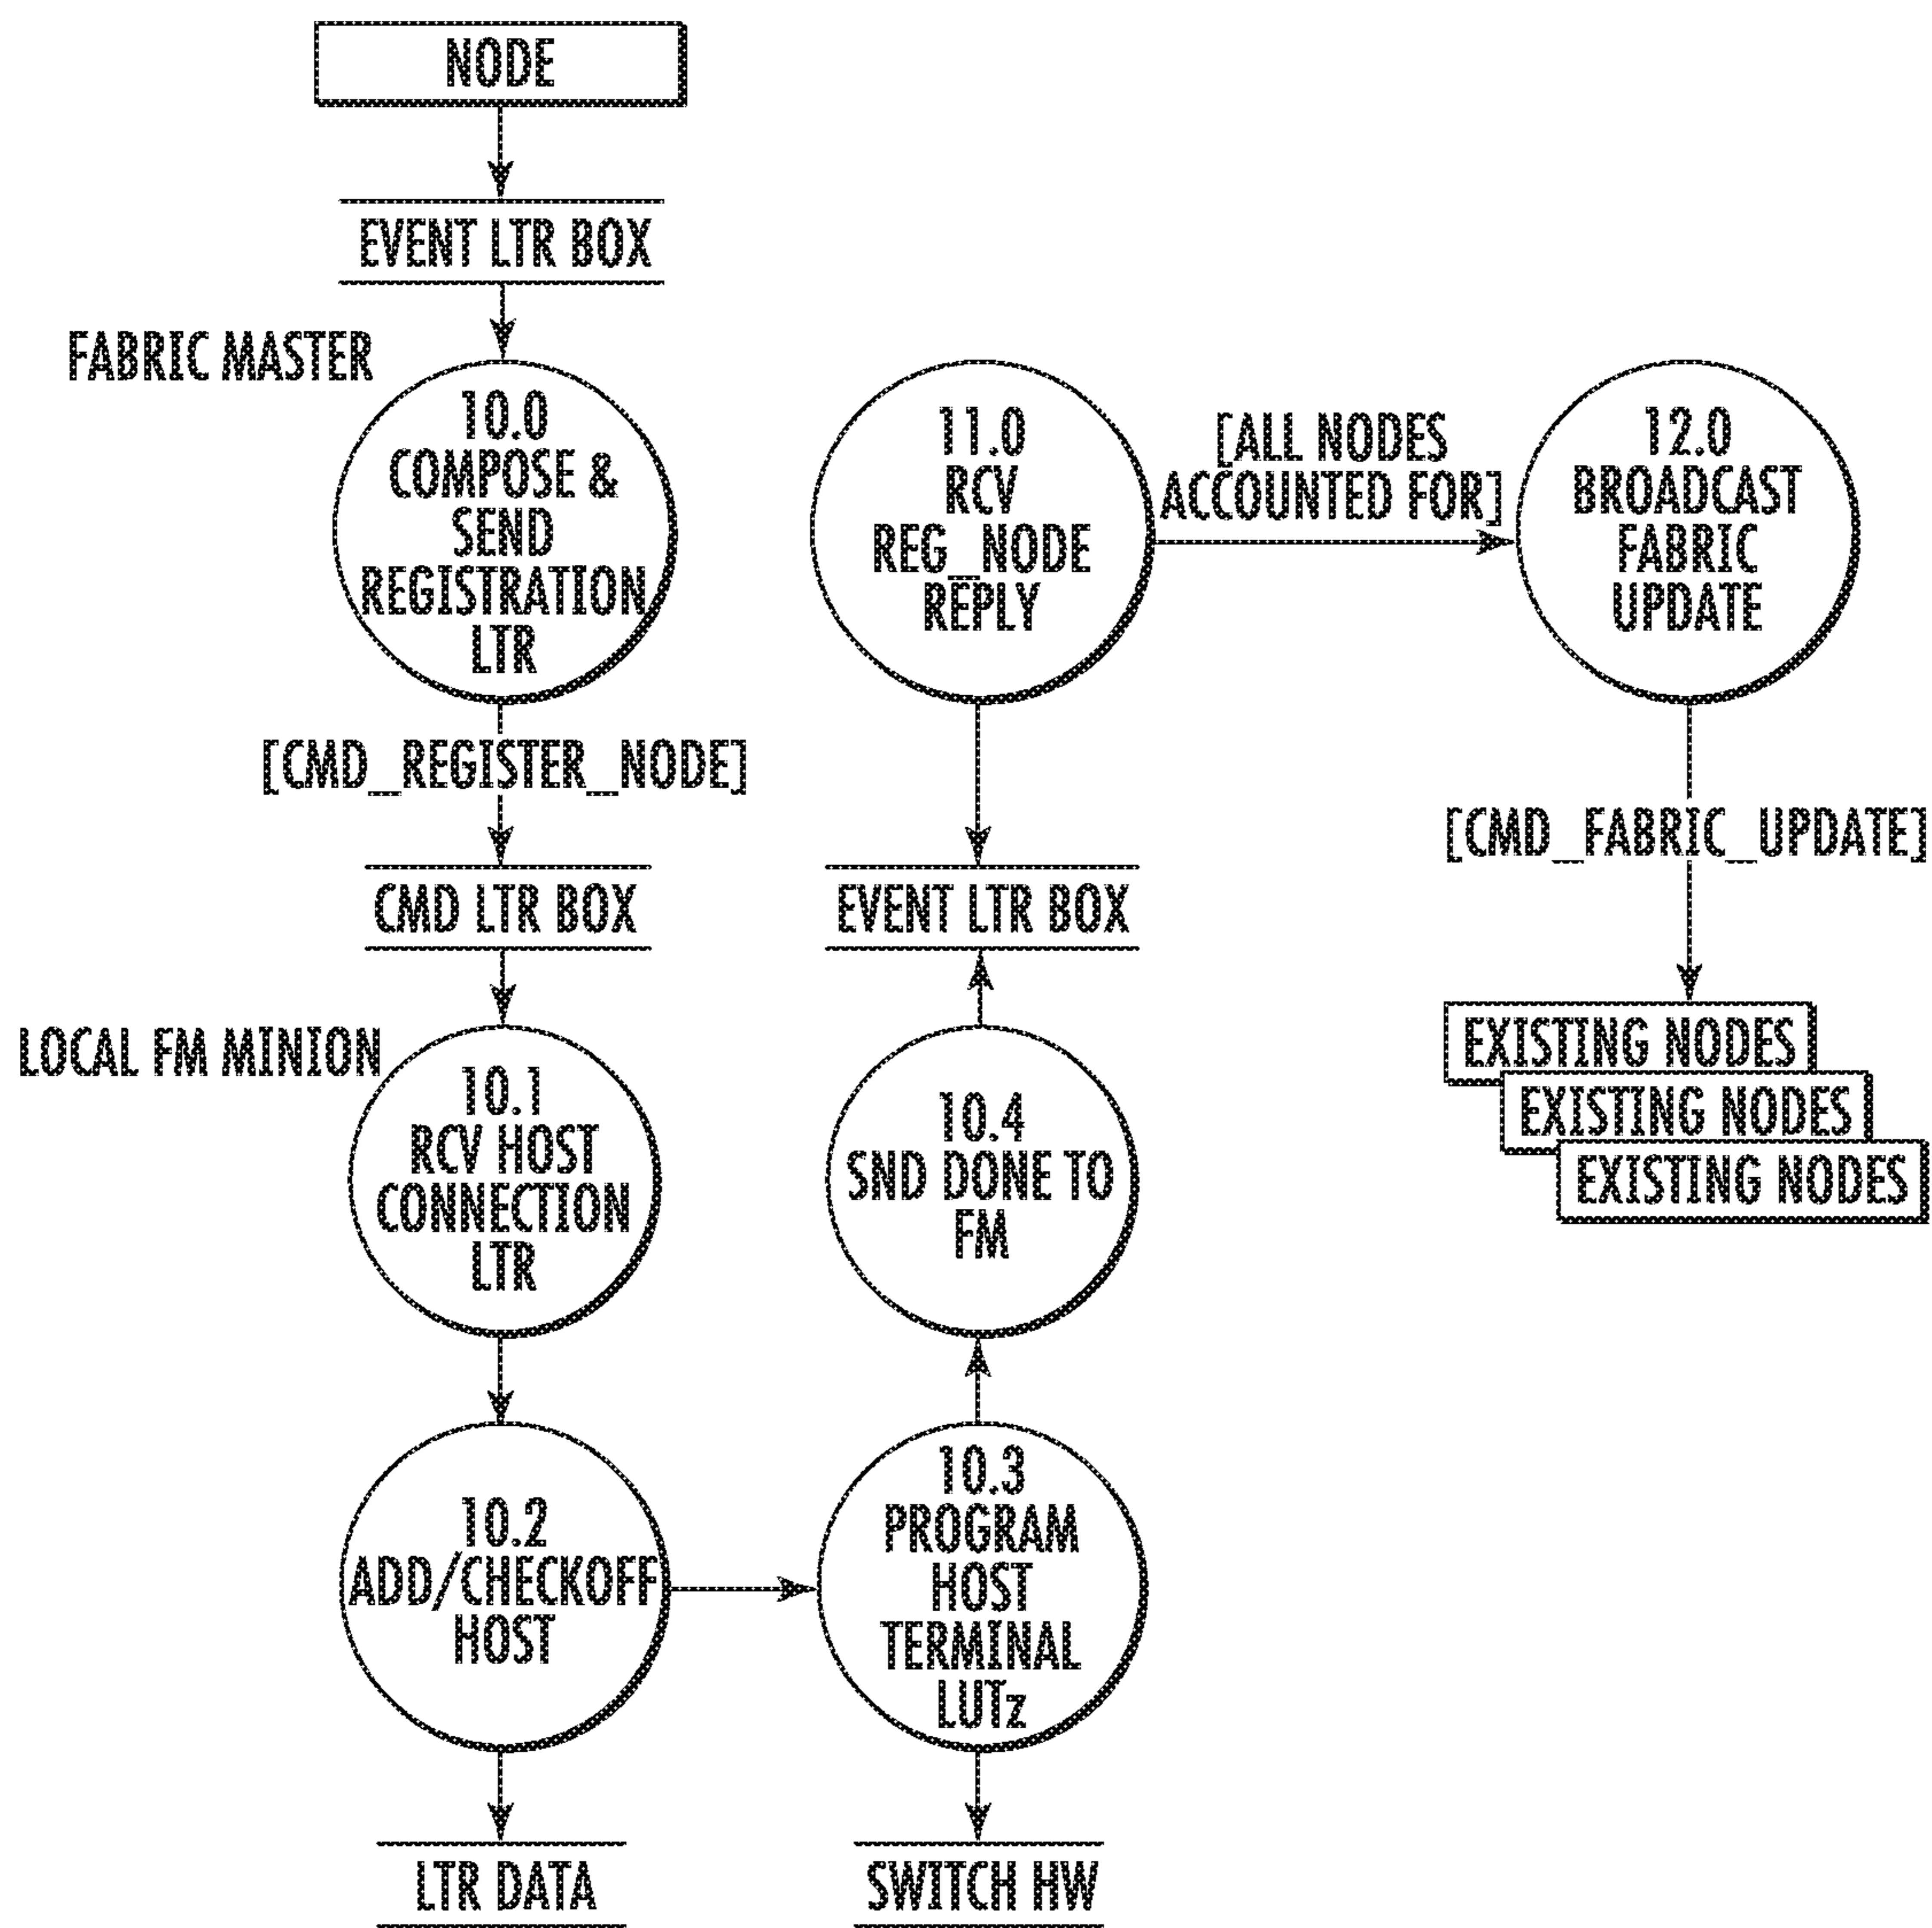 NODE
EVENT LTR BOX
FABRIC MASTER
10.0
COMPOSE &
SEND
REGISTRATION
LTR
[CMD_REGISTER_NODE]
CMD LTR BOX
LOCAL FM MINION
10.1
RCV HOST
CONNECTION
LTR
10.2
ADD/CHECKOFF
HOST
LTR DATA
11.0
RCV
REG_NODE
REPLY
EVENT LTR BOX
10.4
SND DONE TO
FM
10.3
PROGRAM
HOST
TERMINAL
LUTz
SWITCH HW
[ALL NODES
ACCOUNTED FOR]
12.0
BROADCAST
FABRIC
UPDATE
[CMD_FABRIC_UPDATE]
EXISTING NODES
EXISTING NODES
EXISTING NODES